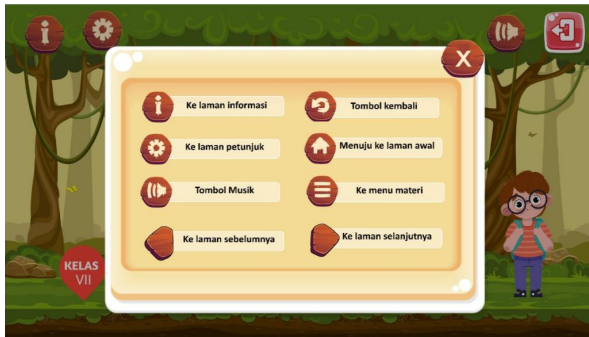 X
Ke laman informasi
Tombol kembali
Ke laman petunjuk
Menuju ke laman awal
Tombol Musik
Ke menu materi
Ke laman sebelumnya
Ke laman selanjutnya
KELAS
VII